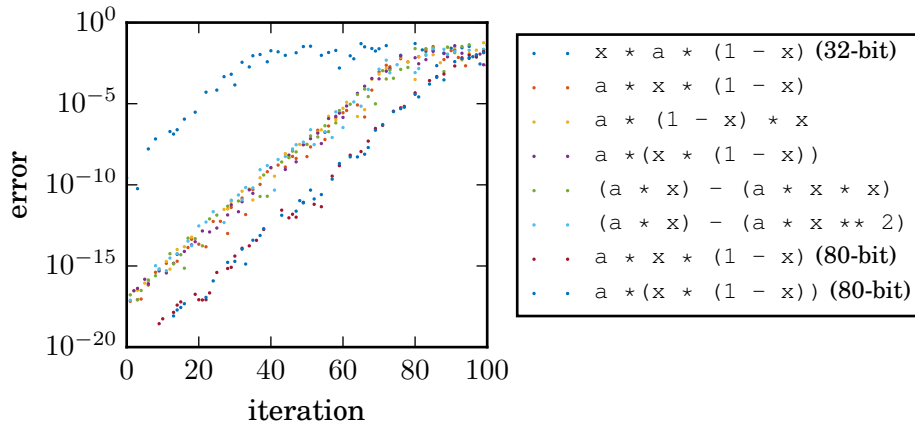 10^0
10^-5
10^-10
10^-15
10^-20
error
0 20 40 60 80 100
iteration
x * a * (1 - x) (32-bit)
a * x * (1 - x)
a * (1 - x) * x
a *(x * (1 - x))
(a * x) - (a * x * x)
(a * x) - (a * x ** 2)
a * x * (1 - x) (80-bit)
a *(x * (1 - x)) (80-bit)